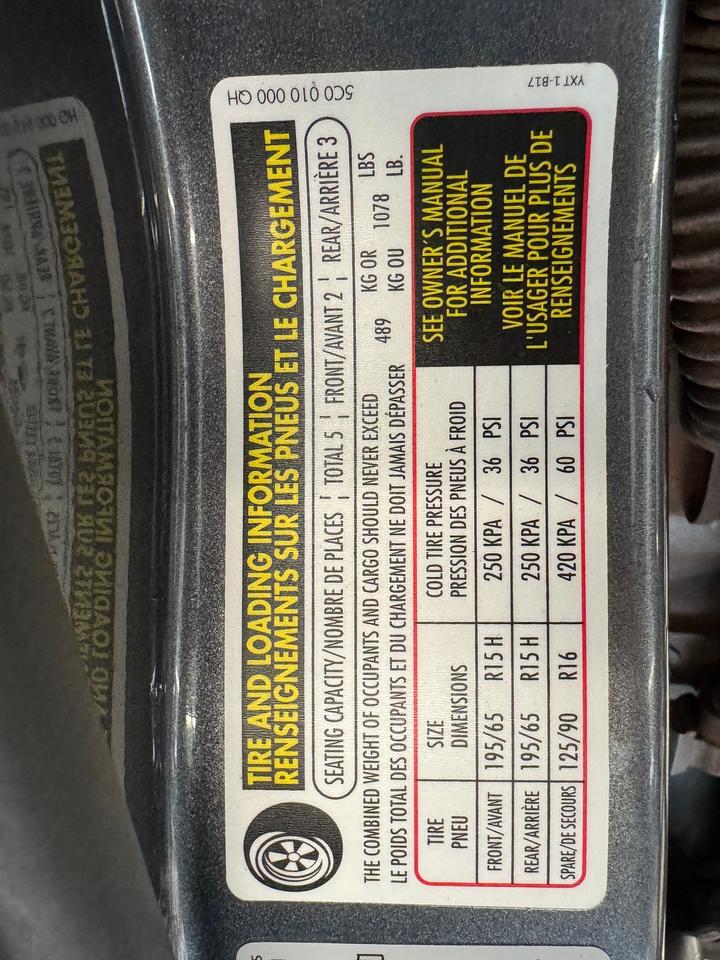 5C0 010 000 QH
YXT 1-B17
TIRE AND LOADING INFORMATION
RENSEIGNEMENTS SUR LES PNEUS ET LE CHARGEMENT
SEATING CAPACITY/NOMBRE DE PLACES ¦ TOTAL 5 ¦ FRONT/AVANT 2 ¦ REAR/ARRIÈRE 3
THE COMBINED WEIGHT OF OCCUPANTS AND CARGO SHOULD NEVER EXCEED 489 KG OR 1078 LBS
LE POIDS TOTAL DES OCCUPANTS ET DU CHARGEMENT NE DOIT JAMAIS DÉPASSER KG OU LB.
TIRE SIZE COLD TIRE PRESSURE
PNEU DIMENSIONS PRESSION DES PNEUS À FROID
FRONT/AVANT 195/65 R15 H 250 KPA / 36 PSI
REAR/ARRIÈRE 195/65 R15 H 250 KPA / 36 PSI
SPARE/DE SECOURS 125/90 R16 420 KPA / 60 PSI
SEE OWNER'S MANUAL
FOR ADDITIONAL
INFORMATION
VOIR LE MANUEL DE
L'USAGER POUR PLUS DE
RENSEIGNEMENTS